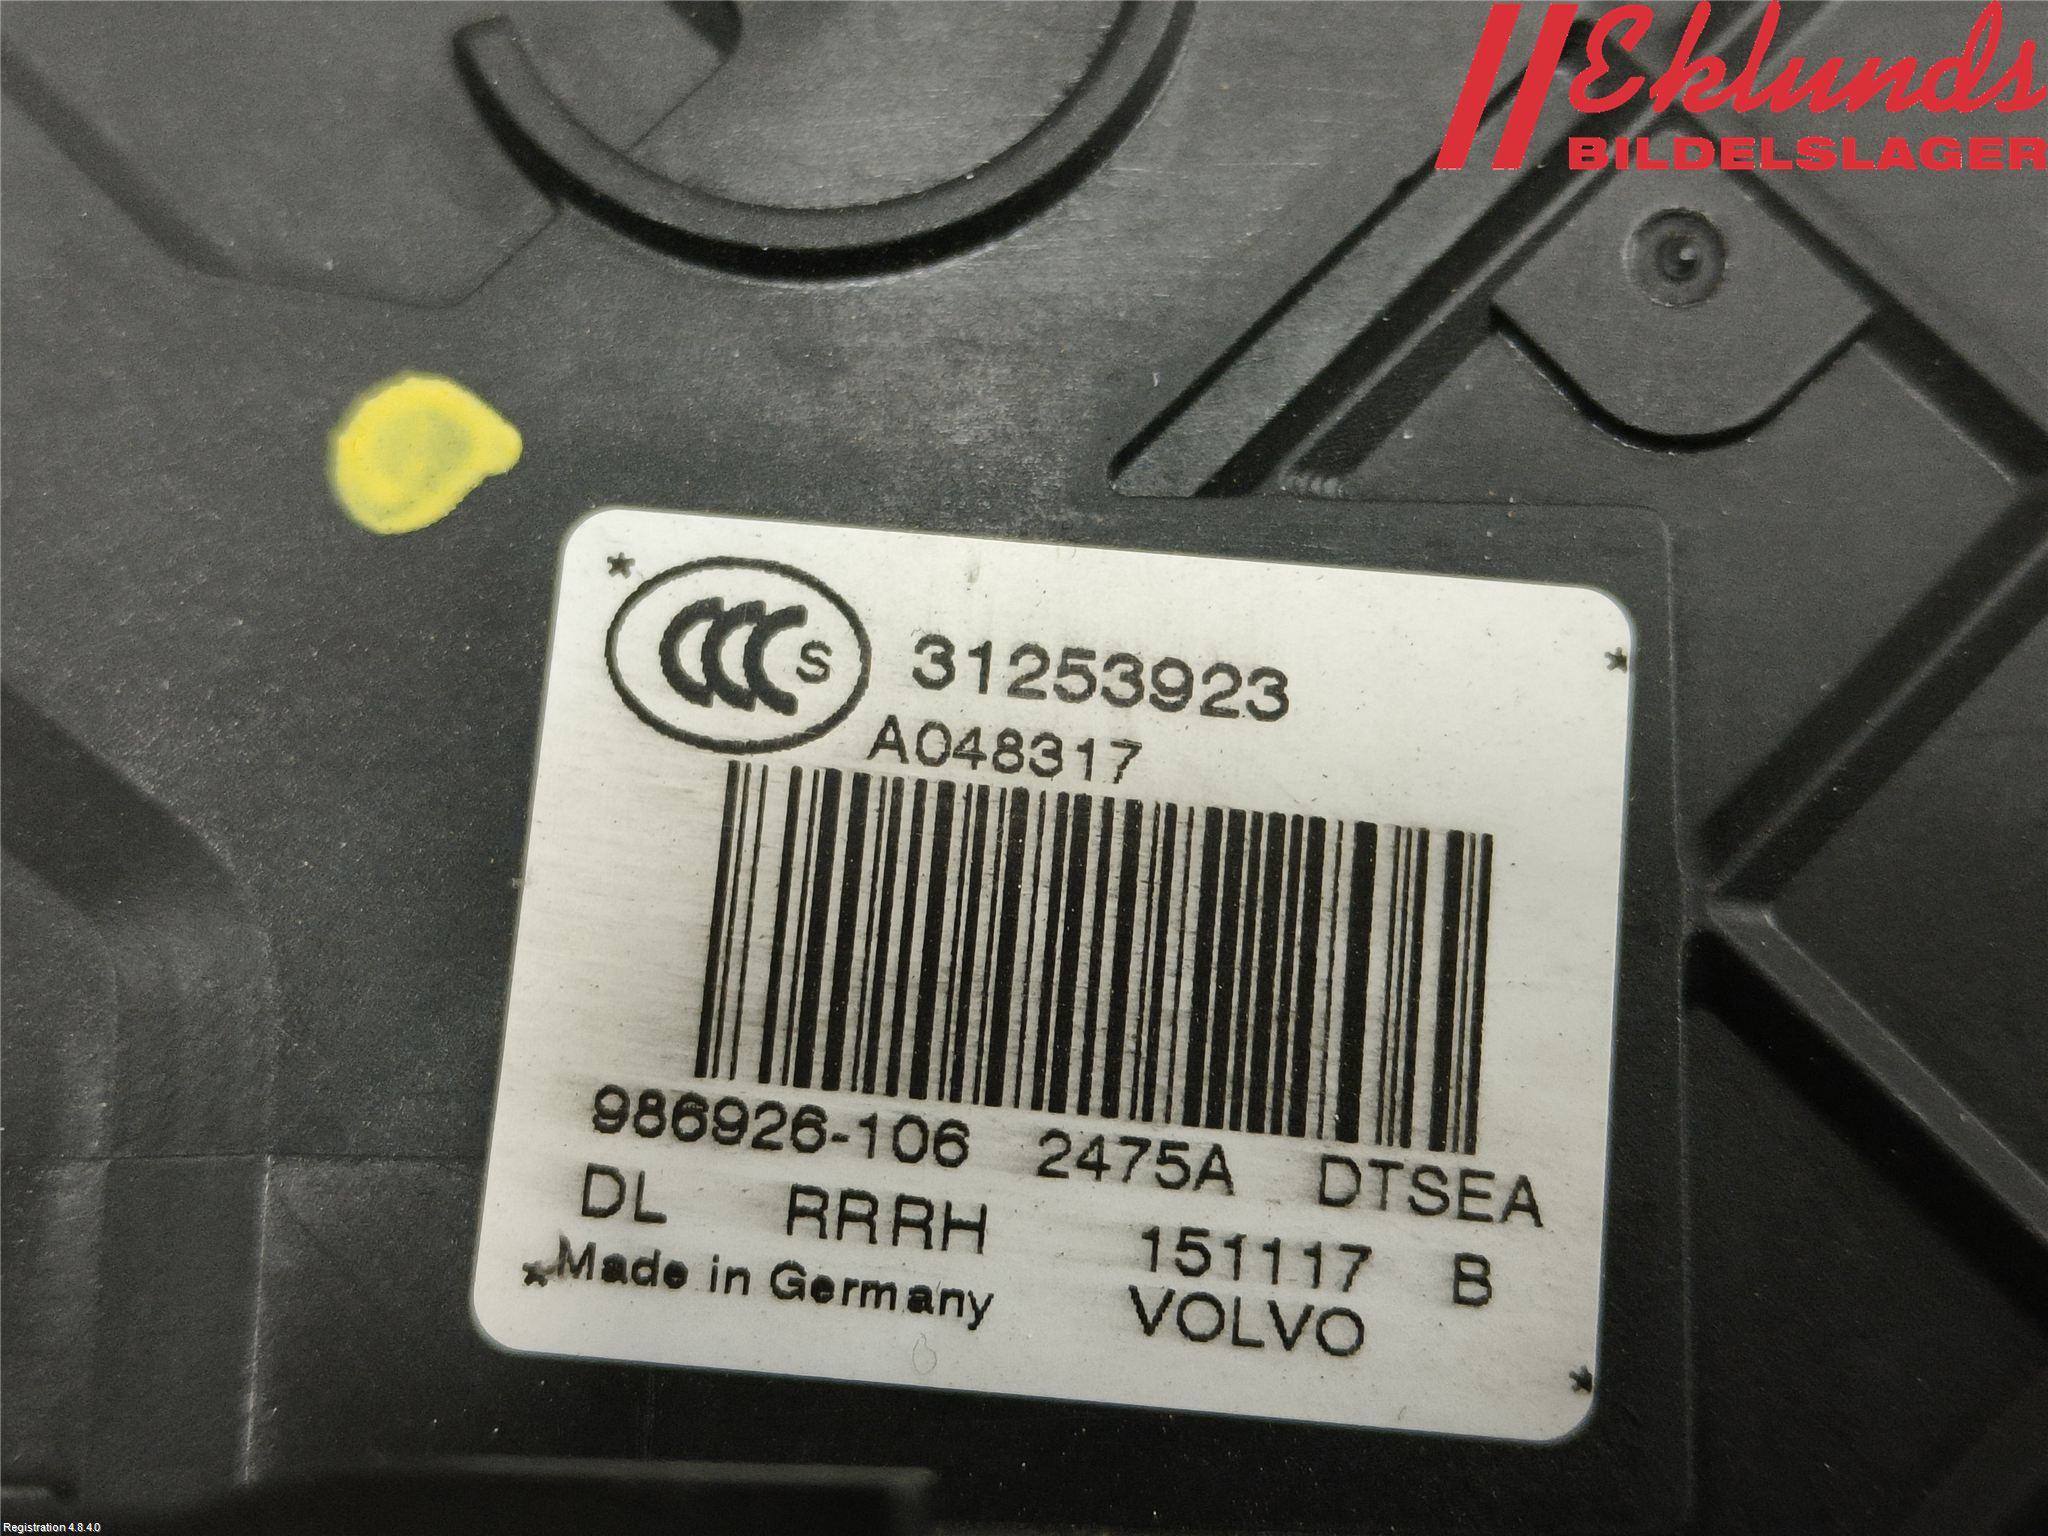 Eklunds
BILDELSLAGER
CCC S 31253923
A048317
986926-106 2475A DTSEA
DL RRRH 151117 B
*Made in Germany VOLVO
Registration 4.8.4.0